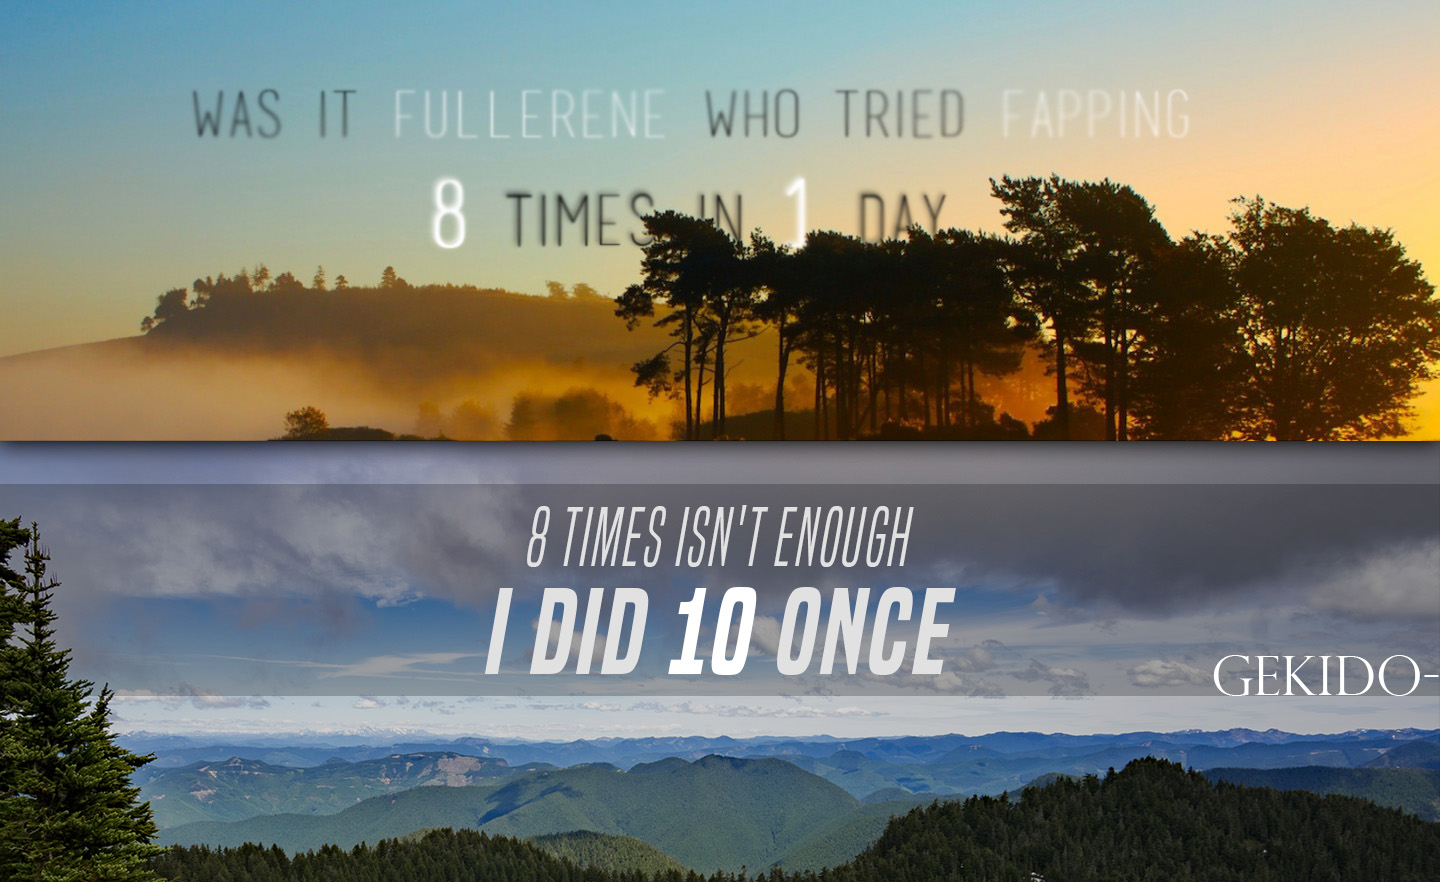 WAS IT FULLERENE WHO TRIED FAPPING
8 TIMES IN 1 DAY
8 TIMES ISN'T ENOUGH
I DID 10 ONCE
GEKIDO-